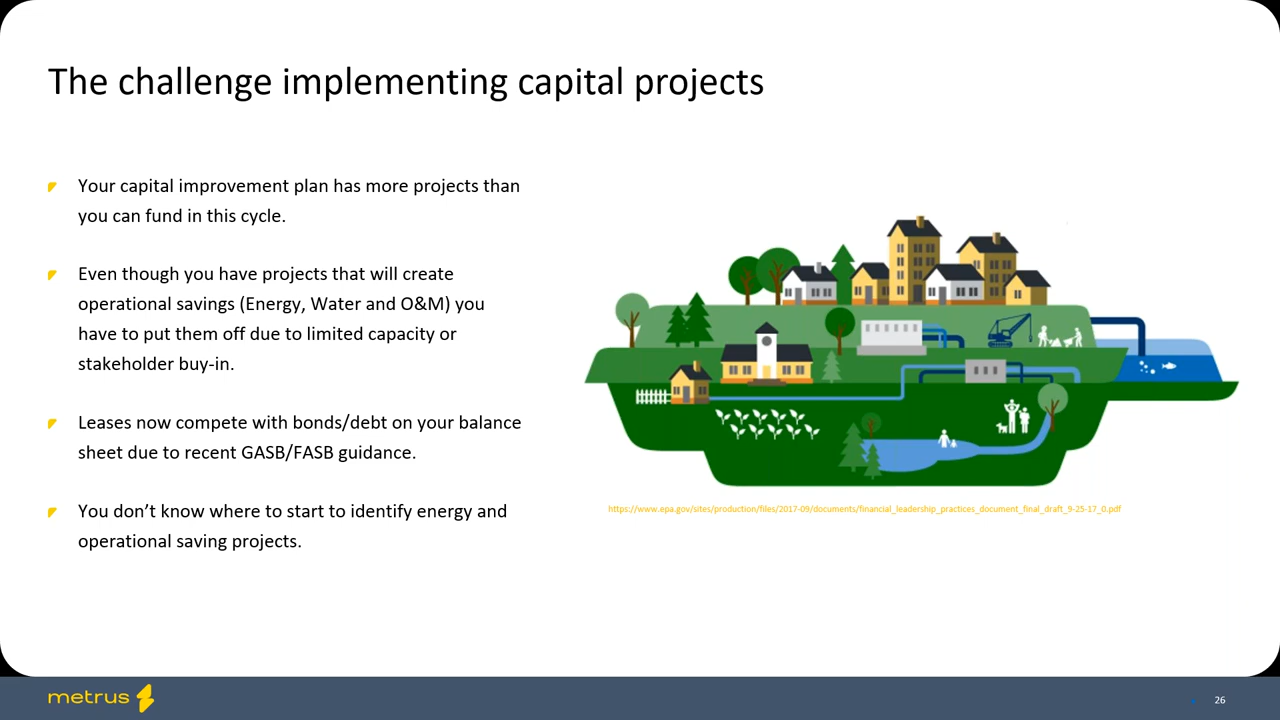 The challenge implementing capital projects
Your capital improvement plan has more projects than
you can fund in this cycle.
Even though you have projects that will create
operational savings (Energy, Water and O&M) you
have to put them off due to limited capacity or
stakeholder buy-in.
Leases now compete with bonds/debt on your balance
sheet due to recent GASB/FASB guidance.
You don’t know where to start to identify energy and
operational saving projects.
https://www.epa.gov/sites/production/files/2017-09/documents/financial_leadership_practices_document_final_draft_9-25-17_0.pdf
metrus
26